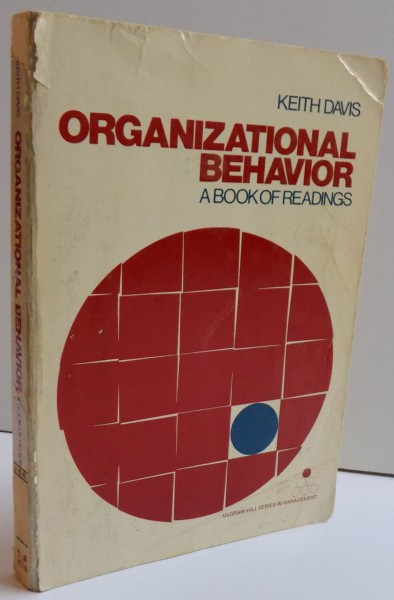 KEITH DAVIS
ORGANIZATIONAL
BEHAVIOR
A BOOK OF READINGS
McGRAW-HILL SERIES IN MANAGEMENT
KEITH DAVIS
ORGANIZATIONAL BEHAVIOR